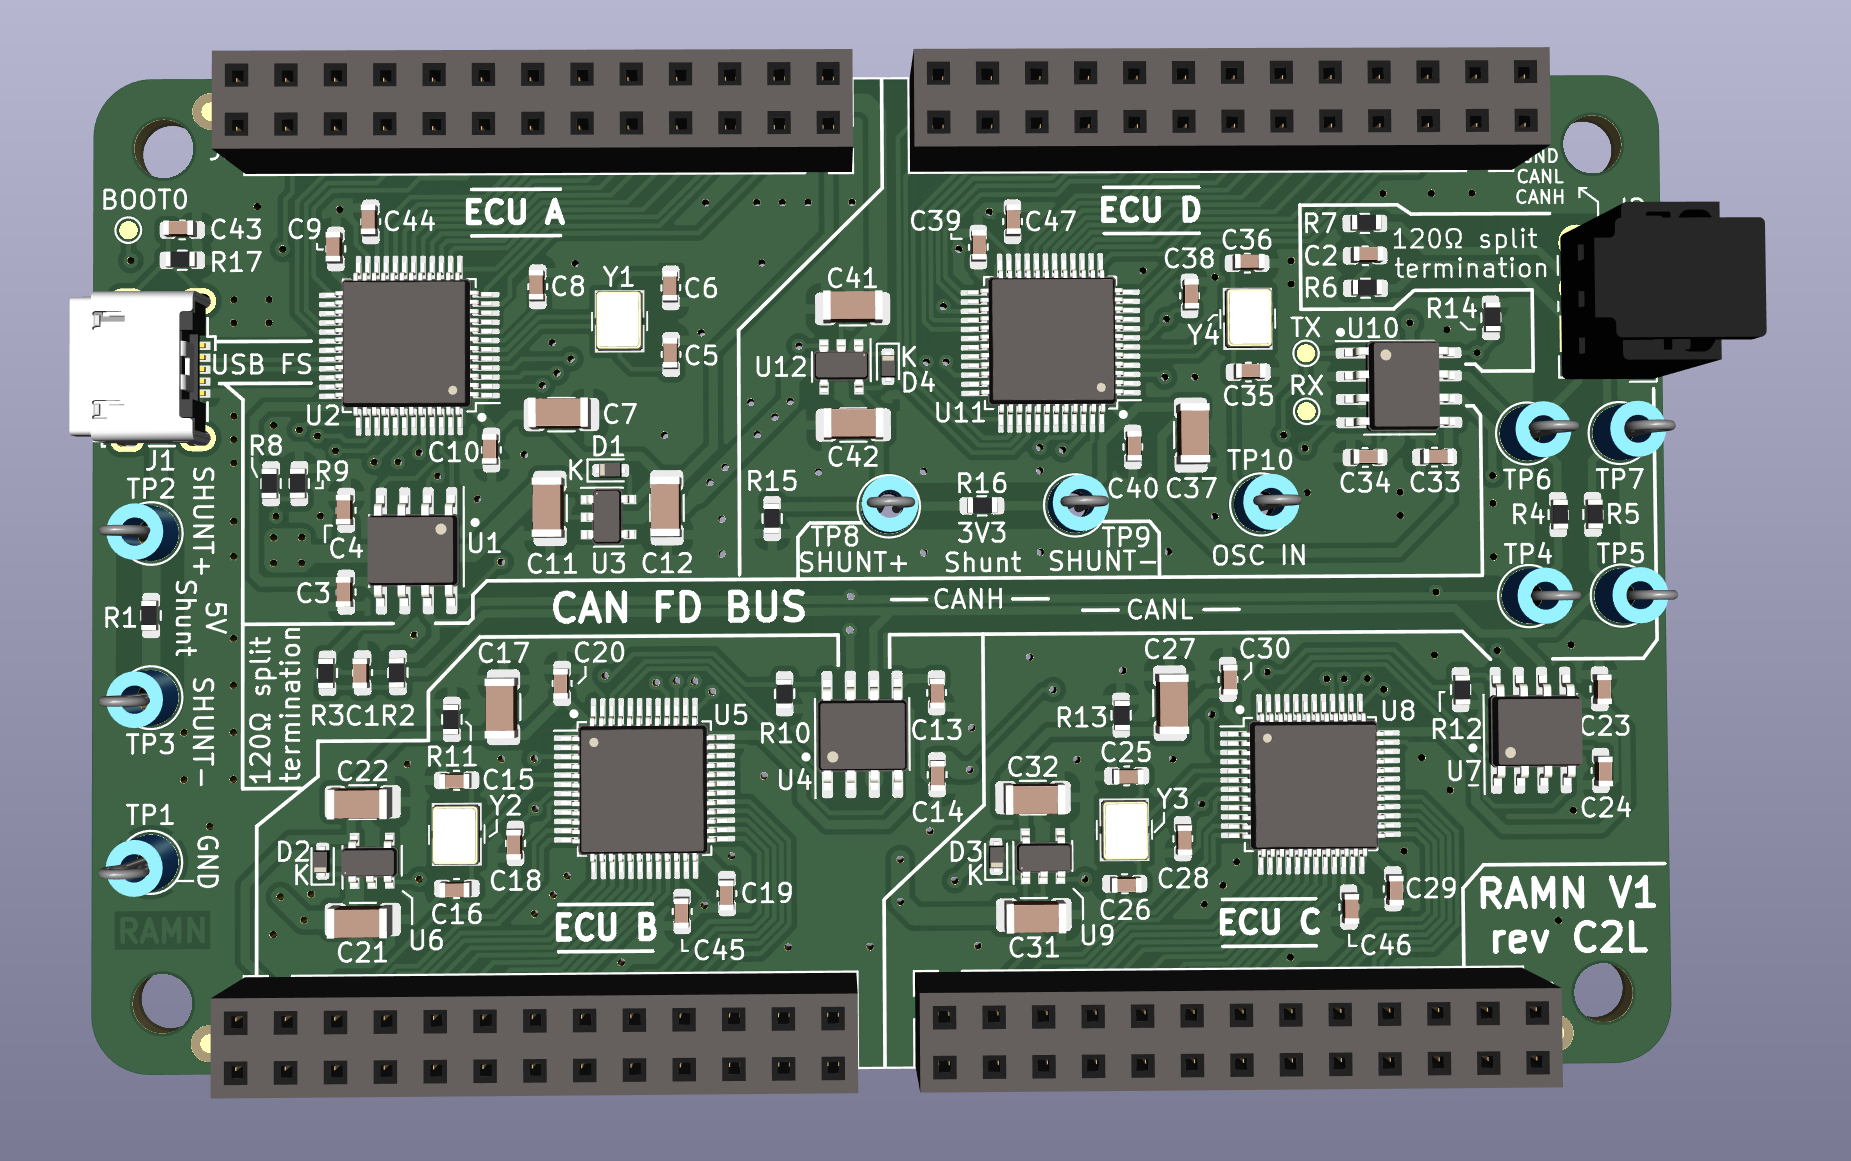 BOOT0
C43
R17
C9
C44
ECU A
C8
Y1
C6
C5
USB FS
U2
C10
C7
D1
K
J1
R8
R9
TP2
SHUNT+
C4
U1
C3
C11
U3
C12
R1
5V
Shunt
SHUNT-
TP3
120Ω split
termination
R3
C1
R2
TP1
GND
RAMN
C41
U12
K
D4
C42
C39
C47
ECU D
C38
C36
Y4
C35
U11
C40
C37
R15
TP8
SHUNT+
R16
3V3
Shunt
TP9
SHUNT-
TP10
OSC IN
CANL
CANH
R7
C2
R6
120Ω split
termination
R14
TX
U10
RX
C34
C33
TP6
TP7
R4
R5
TP4
TP5
CAN FD BUS
CANH
CANL
C17
C20
R11
C22
C15
Y2
D2
K
C18
C16
C21
U6
U5
R10
U4
C13
C14
C19
ECU B
C45
C27
C30
R13
C25
C32
Y3
D3
K
C28
C26
C31
U9
U8
R12
U7
C23
C24
C29
ECU C
C46
RAMN V1
rev C2L